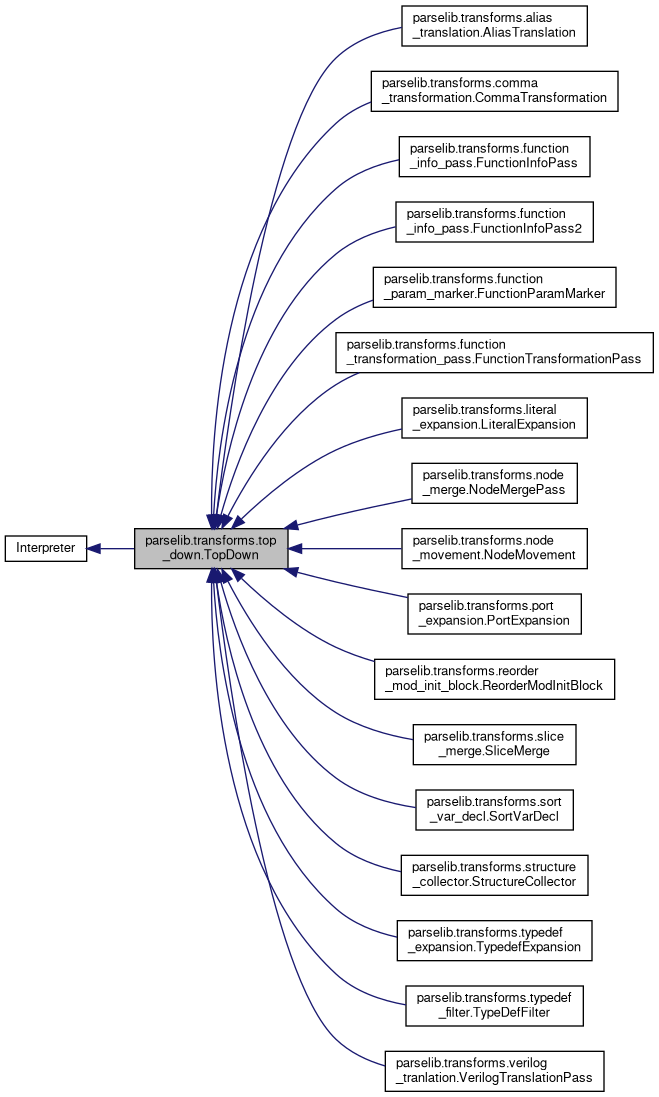 parselib.transforms.alias
_translation.AliasTranslation
parselib.transforms.comma
_transformation.CommaTransformation
parselib.transforms.function
_info_pass.FunctionInfoPass
parselib.transforms.function
_info_pass.FunctionInfoPass2
parselib.transforms.function
_param_marker.FunctionParamMarker
parselib.transforms.function
_transformation_pass.FunctionTransformationPass
parselib.transforms.literal
_expansion.LiteralExpansion
parselib.transforms.node
_merge.NodeMergePass
Interpreter
parselib.transforms.top
_down.TopDown
parselib.transforms.node
_movement.NodeMovement
parselib.transforms.port
_expansion.PortExpansion
parselib.transforms.reorder
_mod_init_block.ReorderModInitBlock
parselib.transforms.slice
_merge.SliceMerge
parselib.transforms.sort
_var_decl.SortVarDecl
parselib.transforms.structure
_collector.StructureCollector
parselib.transforms.typedef
_expansion.TypedefExpansion
parselib.transforms.typedef
_filter.TypeDefFilter
parselib.transforms.verilog
_tranlation.VerilogTranslationPass